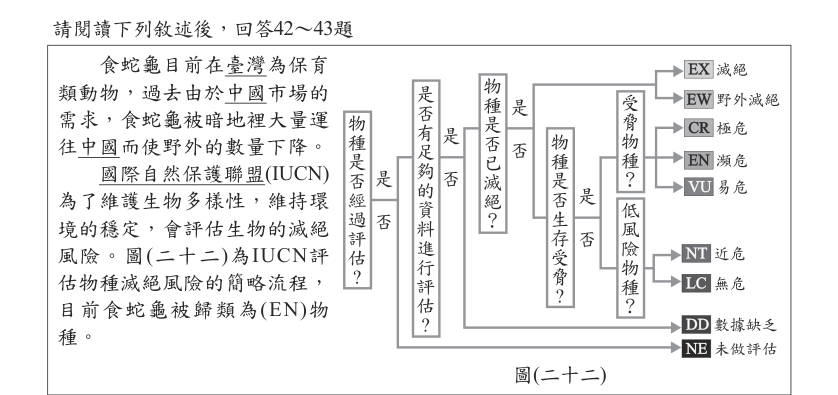 請閱讀下列敘述後，回答42～43題
食蛇龜目前在臺灣為保育
類動物，過去由於中國市場的
需求，食蛇龜被暗地裡大量運
往中國而使野外的數量下降。
國際自然保護聯盟(IUCN)
為了維護生物多樣性，維持環
境的穩定，會評估生物的滅絕
風險。圖(二十二)為IUCN評
估物種滅絕風險的簡略流程，
目前食蛇龜被歸類為(EN)物
種。
物種是否經過評估？
是
否
是否有足夠的資料進行評估？
是
否
物種是否已滅絕？
是
否
物種是否生存受脅？
是
否
受脅物種？
低風險物種？
EX 滅絕
EW 野外滅絕
CR 極危
EN 瀕危
VU 易危
NT 近危
LC 無危
DD 數據缺乏
NE 未做評估
圖(二十二)